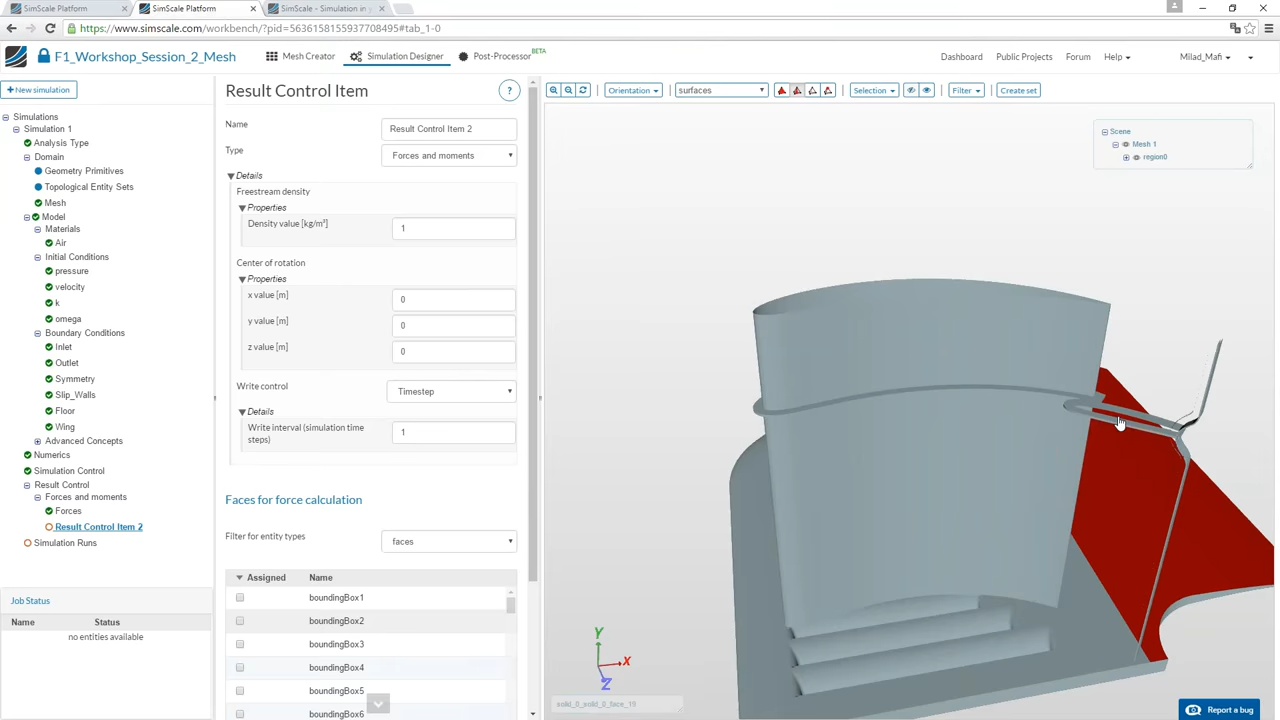 SimScale Platform
SimScale Platform
SimScale - Simulation in y
https://www.simscale.com/workbench/?pid=5636158155937708495#tab_1-0
F1_Workshop_Session_2_Mesh
Mesh Creator
Simulation Designer
Post-Processor BETA
Dashboard
Public Projects
Forum
Help
Milad_Mafi
+ New simulation
Simulations
Simulation 1
Analysis Type
Domain
Geometry Primitives
Topological Entity Sets
Mesh
Model
Materials
Air
Initial Conditions
pressure
velocity
k
omega
Boundary Conditions
Inlet
Outlet
Symmetry
Slip_Walls
Floor
Wing
Advanced Concepts
Numerics
Simulation Control
Result Control
Forces and moments
Forces
Result Control Item 2
Simulation Runs
Job Status
Name Status
no entities available
Result Control Item
?
Name Result Control Item 2
Type Forces and moments
Details
Freestream density
Properties
Density value [kg/m³] 1
Center of rotation
Properties
x value [m] 0
y value [m] 0
z value [m] 0
Write control Timestep
Details
Write interval (simulation time steps) 1
Faces for force calculation
Filter for entity types faces
Assigned Name
boundingBox1
boundingBox2
boundingBox3
boundingBox4
boundingBox5
boundingBox6
Orientation
surfaces
Selection
Filter
Create set
Scene
Mesh 1
region0
Y
X
Z
solid_0_solid_0_face_19
Report a bug